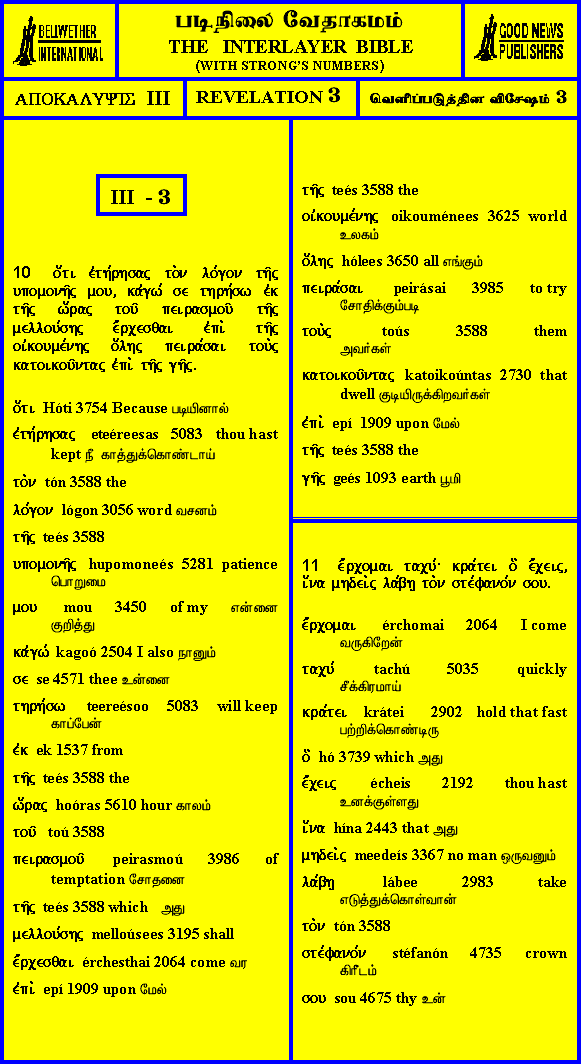 BELLWETHER
INTERNATIONAL
படிநிலை வேதாகமம்
THE INTERLAYER BIBLE
(WITH STRONG'S NUMBERS)
GOOD NEWS
PUBLISHERS
ΑΠΟΚΑΛΥΨΙΣ III
REVELATION 3
வெளிப்படுத்தின விசேஷம் 3
III - 3
10 ὅτι ἐτήρησας τὸν λόγον τῆς
υπομονῆς μου, κἀγώ σε τηρήσω ἐκ
τῆς ὥρας τοῦ πειρασμοῦ τῆς
μελλούσης ἔρχεσθαι ἐπὶ τῆς
οἰκουμένης ὅλης πειράσαι τοὺς
κατοικοῦντας ἐπὶ τῆς γῆς.
ὅτι Hóti 3754 Because படியினால்
ἐτήρησας eteéreesas 5083 thou hast
kept நீ காத்துக்கொண்டாய்
τὸν tón 3588 the
λόγον lógon 3056 word வசனம்
τῆς teés 3588
υπομονῆς hupomoneés 5281 patience
பொறுமை
μου mou 3450 of my என்னை
குறித்து
κἀγώ kagoó 2504 I also நானும்
σε se 4571 thee உன்னை
τηρήσω teereésoo 5083 will keep
காப்பேன்
ἐκ ek 1537 from
τῆς teés 3588 the
ὥρας hoóras 5610 hour காலம்
τοῦ toú 3588
πειρασμοῦ peirasmoú 3986 of
temptation சோதனை
τῆς teés 3588 which அது
μελλούσης melloúsees 3195 shall
ἔρχεσθαι érchesthai 2064 come வர
ἐπὶ epí 1909 upon மேல்
τῆς teés 3588 the
οἰκουμένης oikouménees 3625 world
உலகம்
ὅλης hólees 3650 all எங்கும்
πειράσαι peirásai 3985 to try
சோதிக்கும்படி
τοὺς toús 3588 them
அவர்கள்
κατοικοῦντας katoikoúntas 2730 that
dwell குடியிருக்கிறவர்கள்
ἐπὶ epí 1909 upon மேல்
τῆς teés 3588 the
γῆς geés 1093 earth பூமி
11 ἔρχομαι ταχύ· κράτει ὃ ἔχεις,
ἵνα μηδεὶς λάβῃ τὸν στέφανόν σου.
ἔρχομαι érchomai 2064 I come
வருகிறேன்
ταχύ tachú 5035 quickly
சீக்கிரமாய்
κράτει krátei 2902 hold that fast
பற்றிக்கொண்டிரு
ὃ hó 3739 which அது
ἔχεις écheis 2192 thou hast
உனக்குள்ளது
ἵνα hína 2443 that அது
μηδεὶς meedeís 3367 no man ஒருவனும்
λάβῃ lábee 2983 take
எடுத்துக்கொள்வான்
τὸν tón 3588
στέφανόν stéfanón 4735 crown
கிரீடம்
σου sou 4675 thy உன்